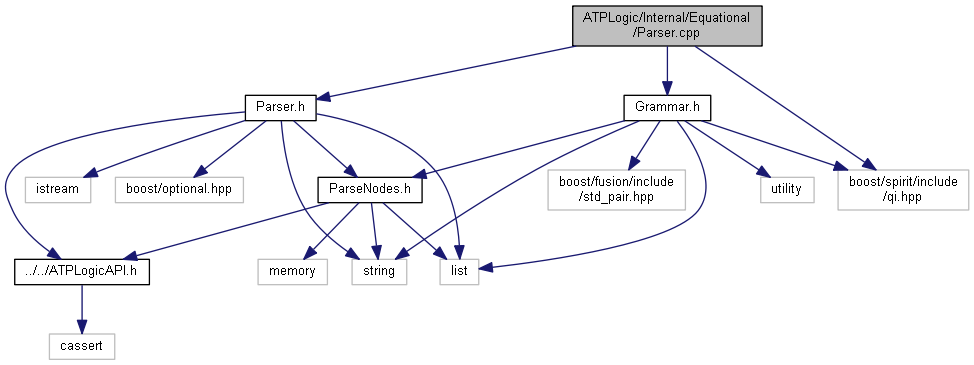 ATPLogic/Internal/Equational
/Parser.cpp
Parser.h
Grammar.h
istream
boost/optional.hpp
ParseNodes.h
boost/fusion/include
/std_pair.hpp
utility
boost/spirit/include
/qi.hpp
../../ATPLogicAPI.h
memory
string
list
cassert